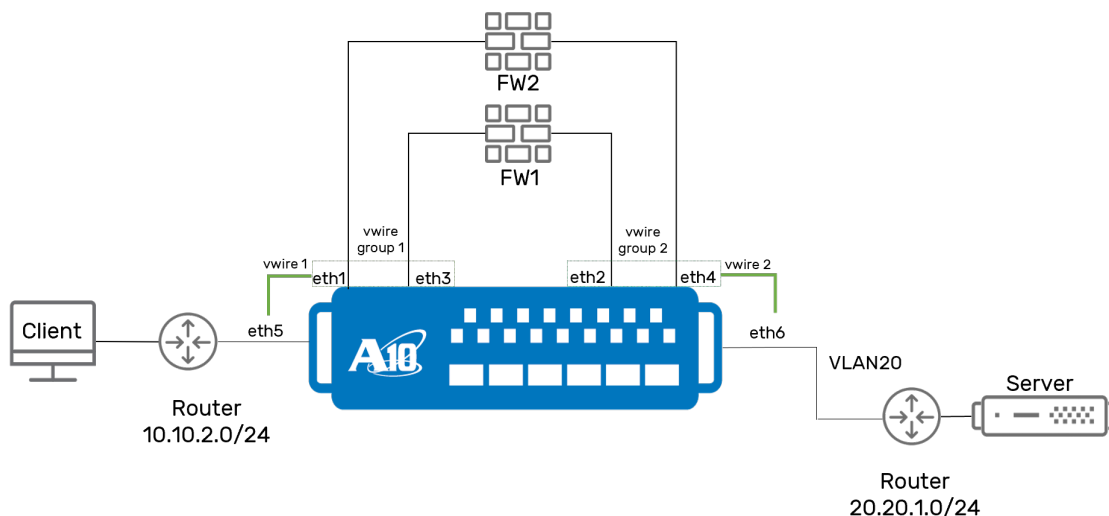 FW2
FW1
vwire
group 1
vwire
group 2
vwire 1
eth1
eth3
eth2
eth4
vwire 2
Client
eth5
A10
eth6
VLAN20
Server
Router
10.10.2.0/24
Router
20.20.1.0/24